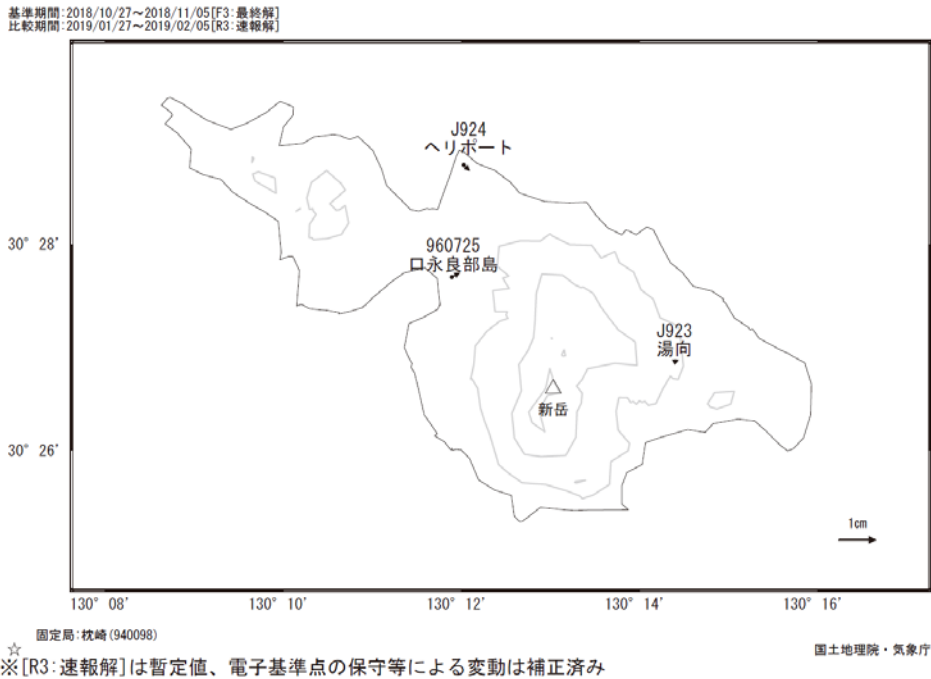 基準期間:2018/10/27~2018/11/05[F3:最終解]
比較期間:2019/01/27~2019/02/05[R3:速報解]
J924
ヘリポート
30° 28'
960725
口永良部島
J923
湯向
新岳
30° 26'
1cm
130° 08'
130° 10'
130° 12'
130° 14'
130° 16'
固定局:枕崎(940098)
☆
国土地理院・気象庁
※[R3:速報解]は暫定値、電子基準点の保守等による変動は補正済み